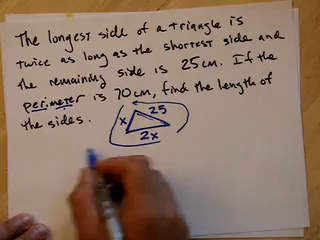 The longest side of a triangle is
twice as long as the shortest side and
the remaining side is 25cm. If the
perimeter is 70cm, find the length of
the sides.
25
x
2x